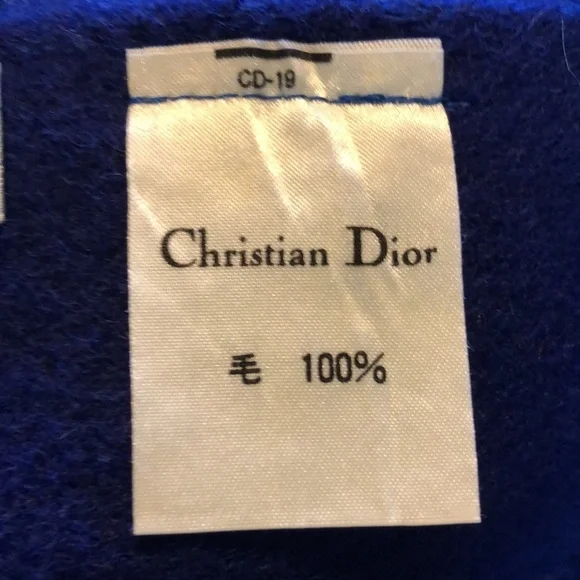 CD-19
Christian Dior
毛 100%